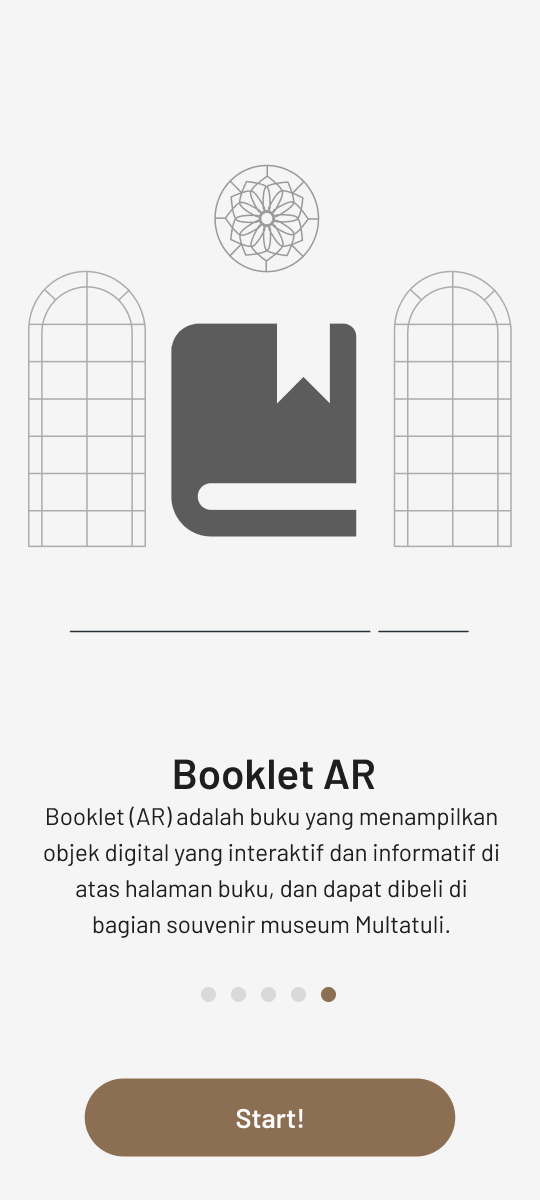 Booklet AR
Booklet (AR) adalah buku yang menampilkan
objek digital yang interaktif dan informatif di
atas halaman buku, dan dapat dibeli di
bagian souvenir museum Multatuli.
Start!